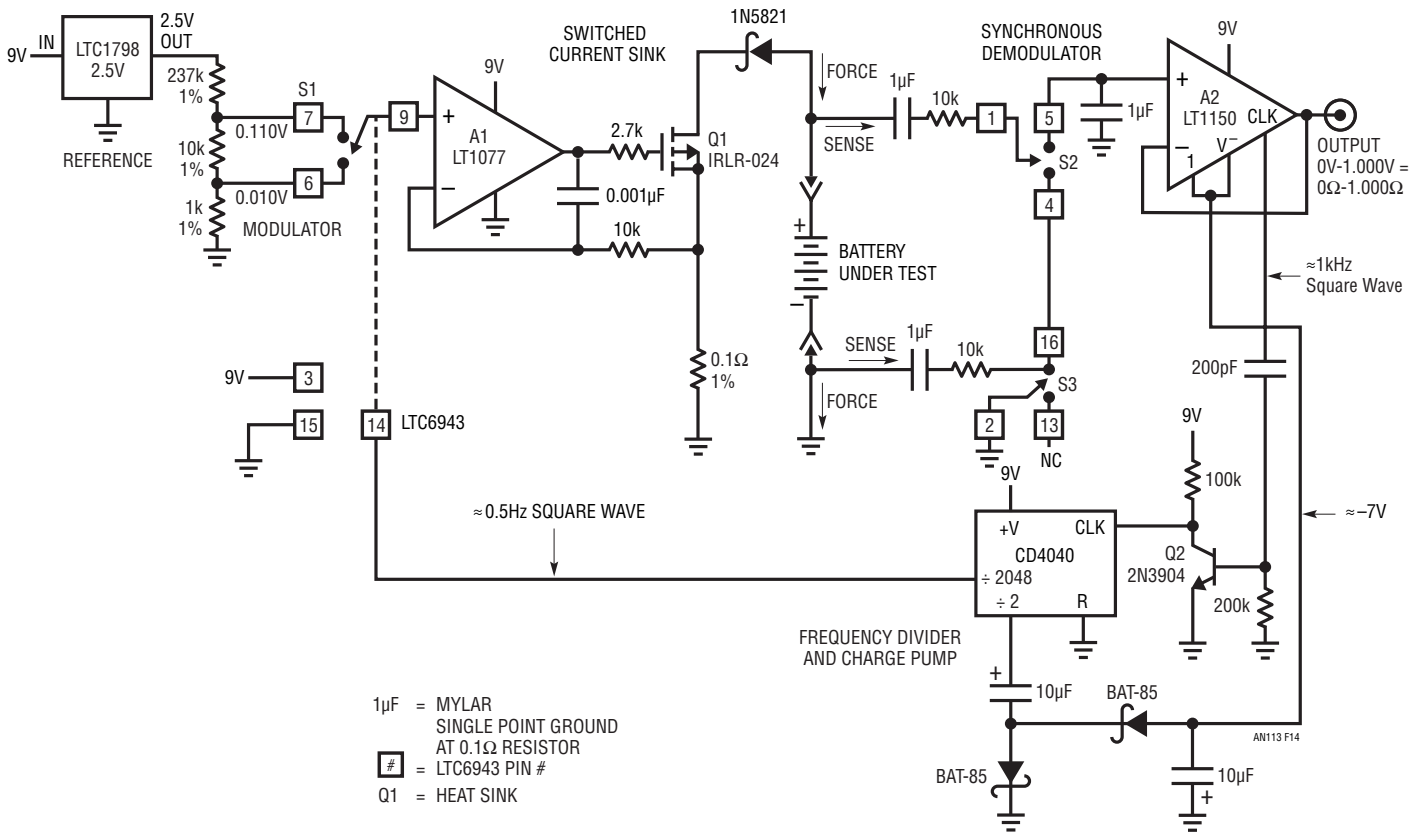 9V
IN
LTC1798
2.5V
2.5V
OUT
237k
1%
0.110V
10k
1%
0.010V
1k
1%
REFERENCE
S1
7
6
MODULATOR
9
9V
+
A1
LT1077
−
SWITCHED
CURRENT SINK
2.7k
0.001µF
10k
Q1
IRLR-024
0.1Ω
1%
1N5821
FORCE
SENSE
+
BATTERY
UNDER TEST
−
SENSE
FORCE
1µF
10k
1
1µF
10k
SYNCHRONOUS
DEMODULATOR
5
S2
4
16
S3
2
13
NC
1µF
9V
+
A2
LT1150
CLK
−
V−
1
OUTPUT
0V-1.000V =
0Ω-1.000Ω
≈1kHz
Square Wave
200pF
9V
3
15
14
LTC6943
≈0.5Hz SQUARE WAVE
9V
+V
CLK
CD4040
÷ 2048
÷ 2
R
9V
100k
Q2
2N3904
200k
≈–7V
FREQUENCY DIVIDER
AND CHARGE PUMP
+
10µF
BAT-85
BAT-85
10µF
+
AN113 F14
1µF = MYLAR
SINGLE POINT GROUND
AT 0.1Ω RESISTOR
# = LTC6943 PIN #
Q1 = HEAT SINK